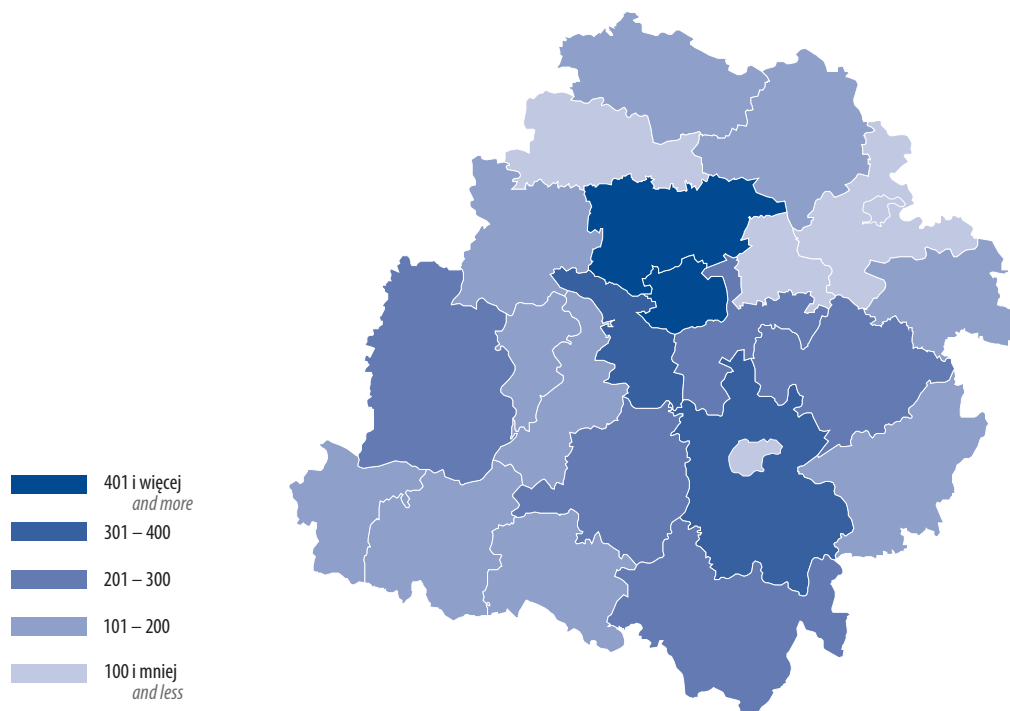 401 i więcej
and more
301 – 400
201 – 300
101 – 200
100 i mniej
and less